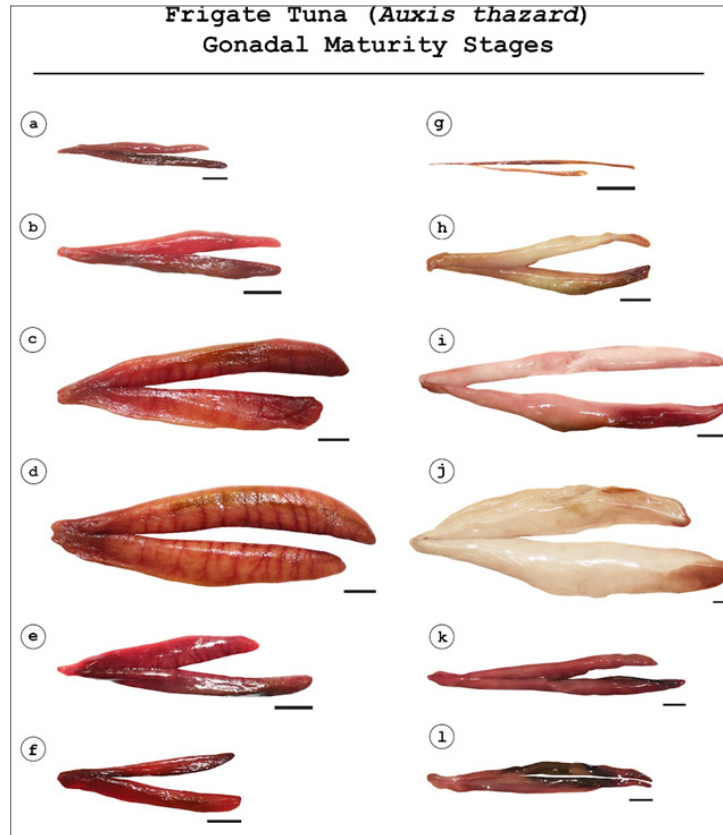 Frigate Tuna (Auxis thazard)
Gonadal Maturity Stages
a
g
b
h
c
i
d
j
e
k
f
l